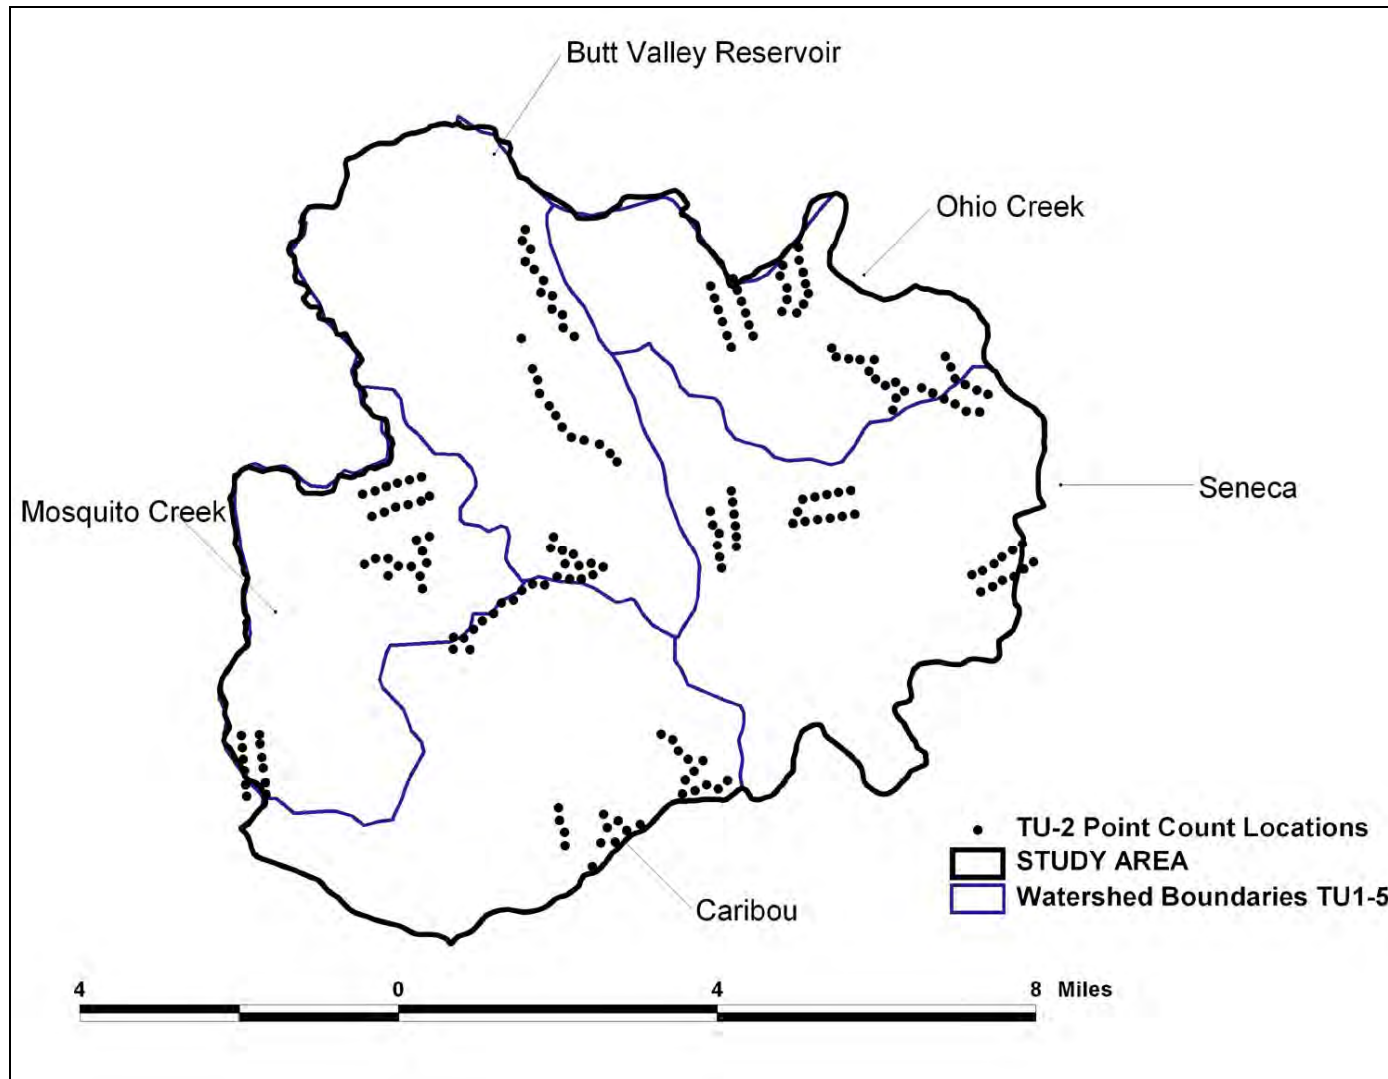 Butt Valley Reservoir
Ohio Creek
Seneca
Mosquito Creek
TU-2 Point Count Locations
STUDY AREA
Watershed Boundaries TU1-5
Caribou
4 0 4 8 Miles